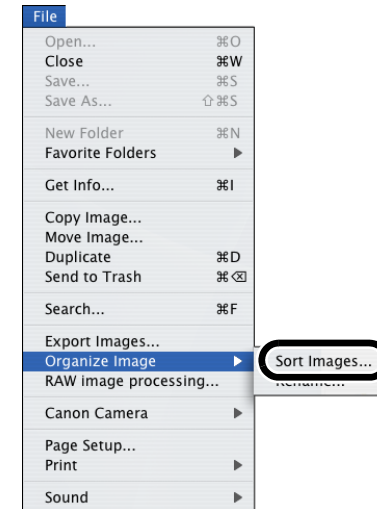 File
Open... ⌘O
Close ⌘W
Save... ⌘S
Save As... ⇧⌘S
New Folder ⌘N
Favorite Folders
Get Info... ⌘I
Copy Image...
Move Image...
Duplicate ⌘D
Send to Trash ⌘⌫
Search... ⌘F
Export Images...
Organize Image
Sort Images...
RAW image processing...
Rename...
Canon Camera
Page Setup...
Print
Sound